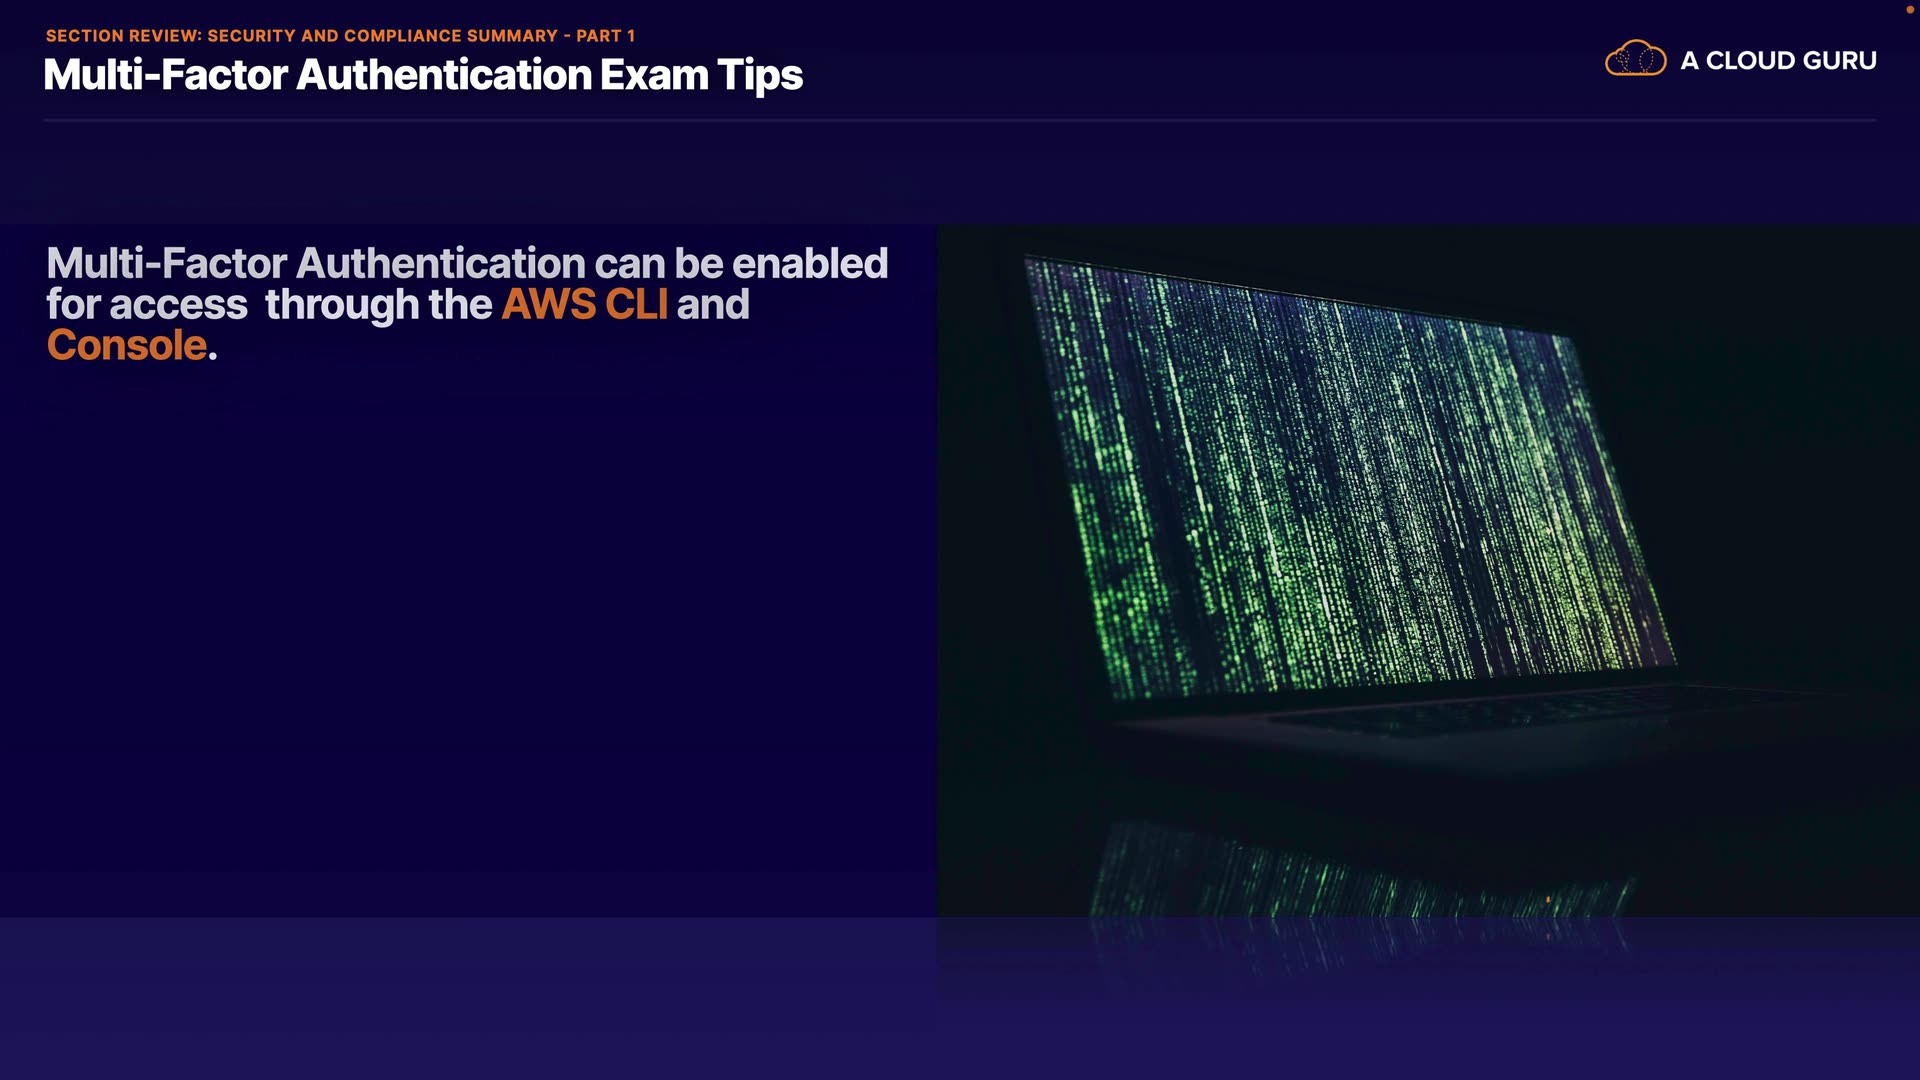 SECTION REVIEW: SECURITY AND COMPLIANCE SUMMARY - PART 1
Multi-Factor Authentication Exam Tips
A CLOUD GURU
Multi-Factor Authentication can be enabled
for access  through the AWS CLI and
Console.